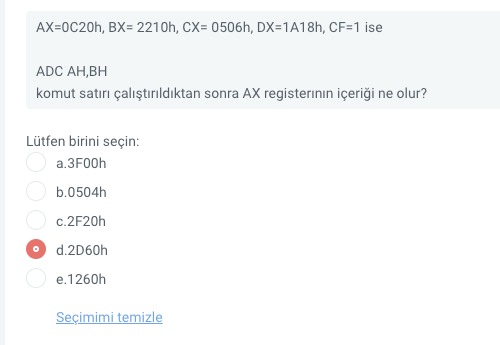 AX=0C20h, BX= 2210h, CX= 0506h, DX=1A18h, CF=1 ise
ADC AH,BH
komut satırı çalıştırıldıktan sonra AX registerının içeriği ne olur?
Lütfen birini seçin:
a.3F00h
b.0504h
c.2F20h
d.2D60h
e.1260h
Seçimimi temizle